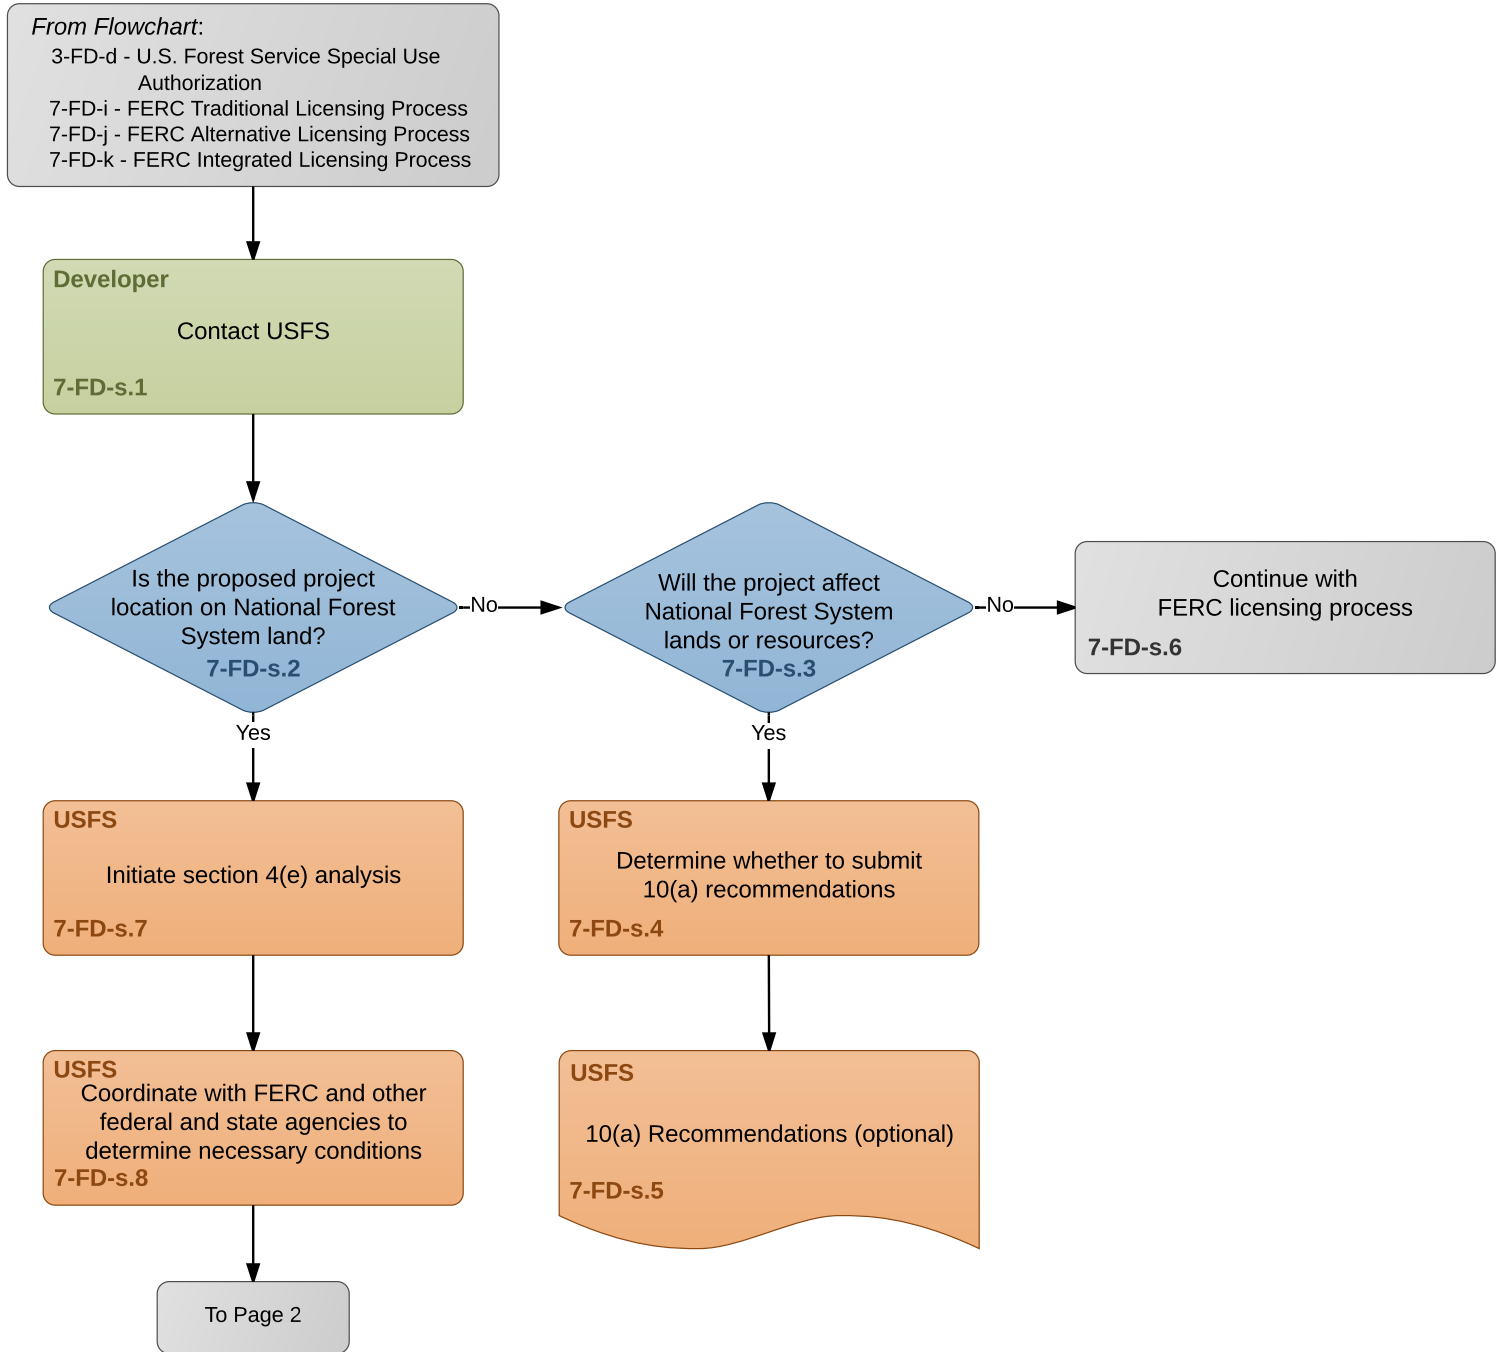 From Flowchart:
3-FD-d - U.S. Forest Service Special Use
Authorization
7-FD-i - FERC Traditional Licensing Process
7-FD-j - FERC Alternative Licensing Process
7-FD-k - FERC Integrated Licensing Process
Developer
Contact USFS
7-FD-s.1
Is the proposed project
location on National Forest
System land?
7-FD-s.2
No
Will the project affect
National Forest System
lands or resources?
7-FD-s.3
No
Continue with
FERC licensing process
7-FD-s.6
Yes
Yes
USFS
Initiate section 4(e) analysis
7-FD-s.7
USFS
Determine whether to submit
10(a) recommendations
7-FD-s.4
USFS
Coordinate with FERC and other
federal and state agencies to
determine necessary conditions
7-FD-s.8
USFS
10(a) Recommendations (optional)
7-FD-s.5
To Page 2